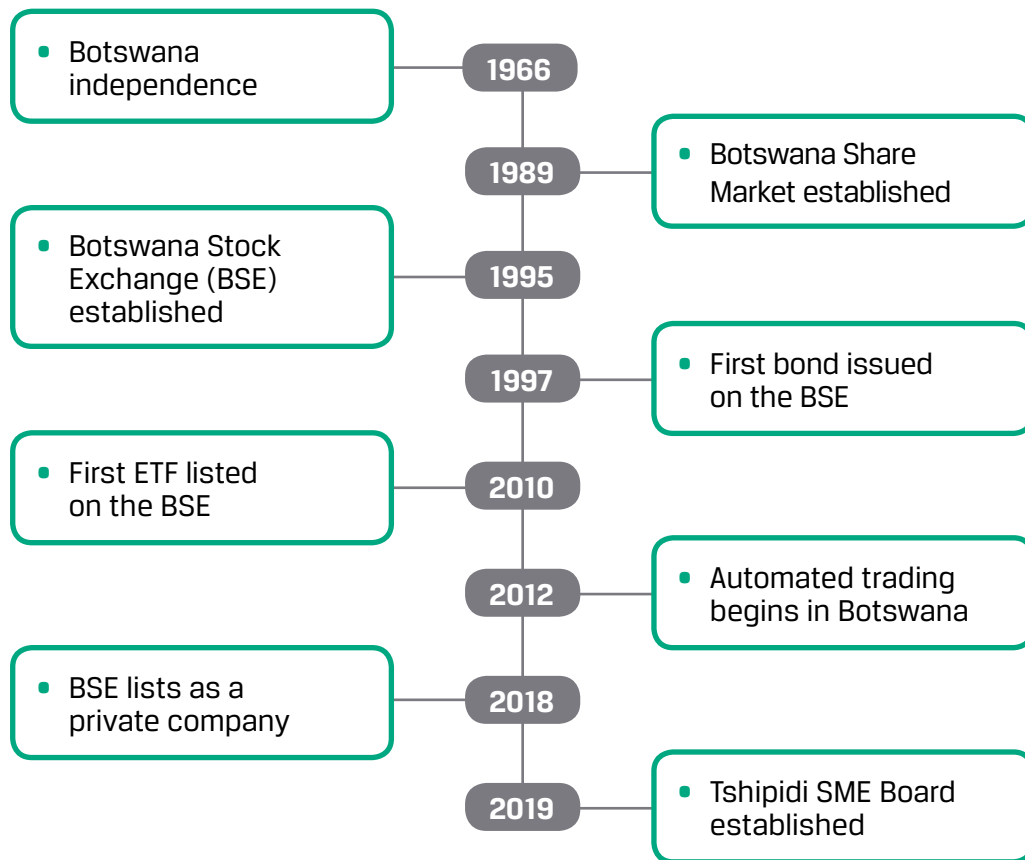 • Botswana
independence
1966
1989
• Botswana Share
Market established
• Botswana Stock
Exchange (BSE)
established
1995
1997
• First bond issued
on the BSE
• First ETF listed
on the BSE
2010
2012
• Automated trading
begins in Botswana
• BSE lists as a
private company
2018
2019
• Tshipidi SME Board
established